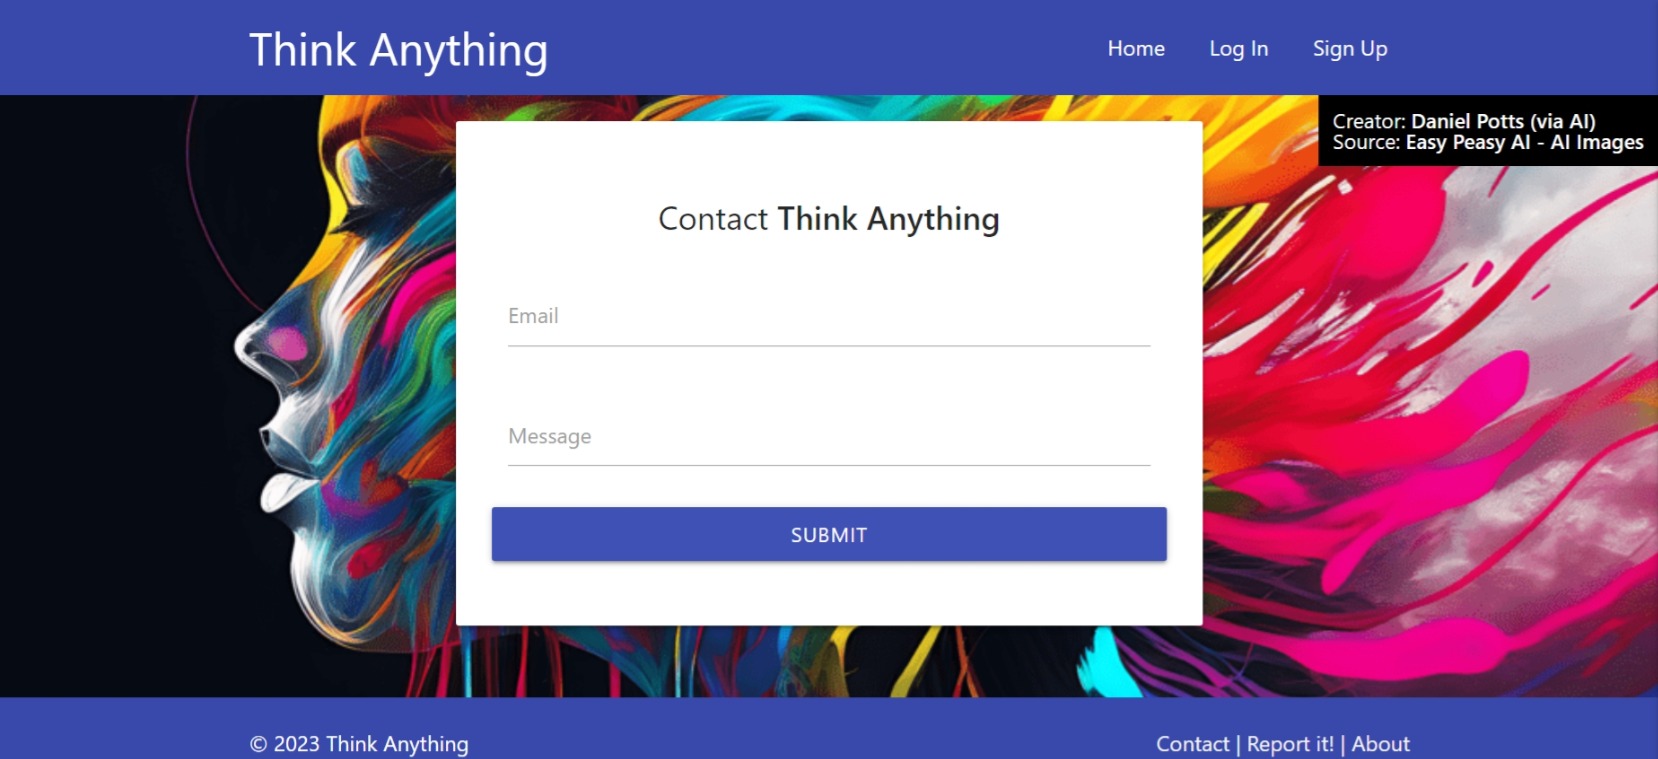 Think Anything
Home Log In Sign Up
Creator: Daniel Potts (via AI)
Source: Easy Peasy AI - AI Images
Contact Think Anything
Email
Message
SUBMIT
© 2023 Think Anything
Contact | Report it! | About